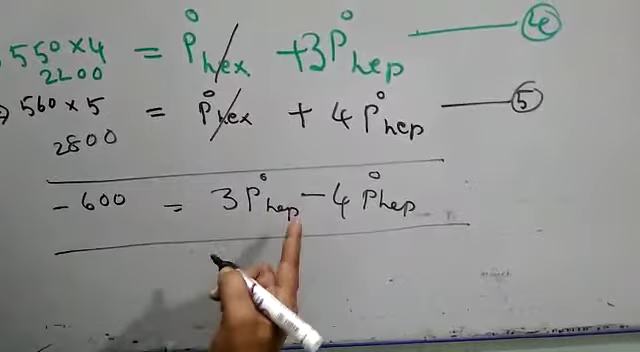 550 × 4 = P°hex + 3P°hep —— ④
2200
⇒ 560 × 5 = P°hex + 4P°hep —— ⑤
2800
- 600 = 3P°hep - 4P°hep